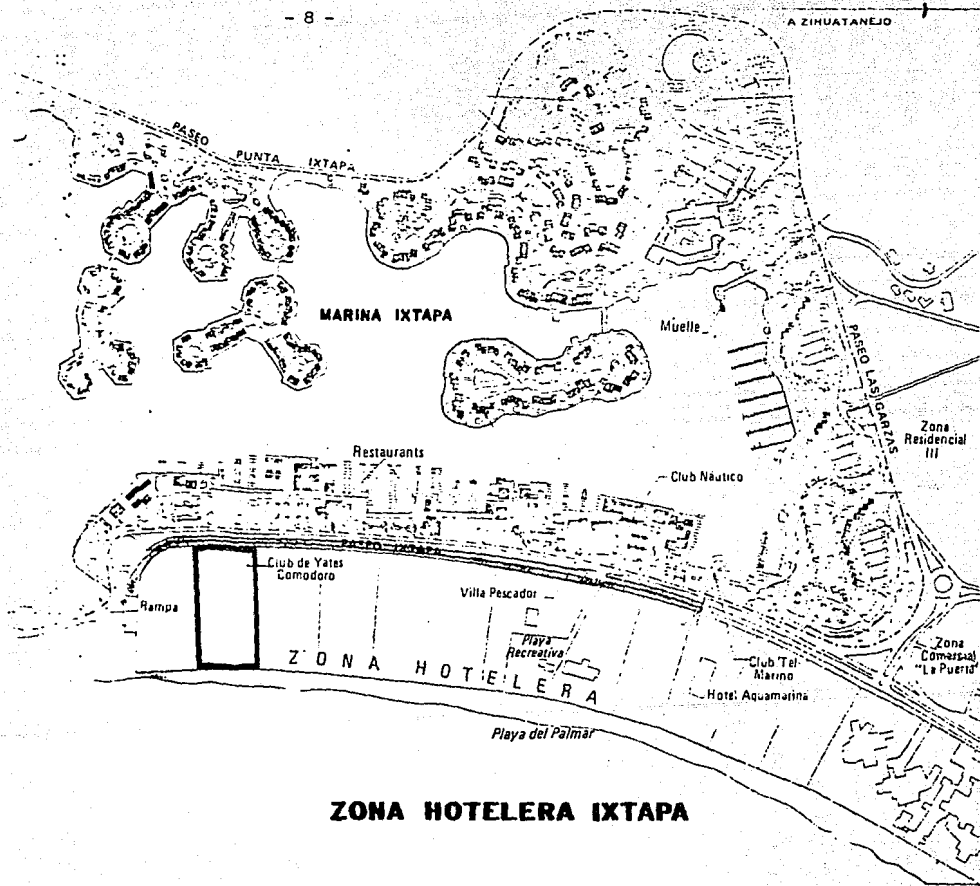 - 8 -
A ZIHUATANEJO
PASEO PUNTA IXTAPA
MARINA IXTAPA
Muelle
PASEO LAS GARZAS
Zona
Residencial
III
Restaurants
Club Náutico
PASEO IXTAPA
Club de Yates
Comodoro
Rampa
Villa Pescador
Playa
Recreativa
ZONA HOTELERA
Club Tel
Marino
Hotel Aquamarina
Zona
Comercial
"La Puerta"
Playa del Palmar
ZONA HOTELERA IXTAPA